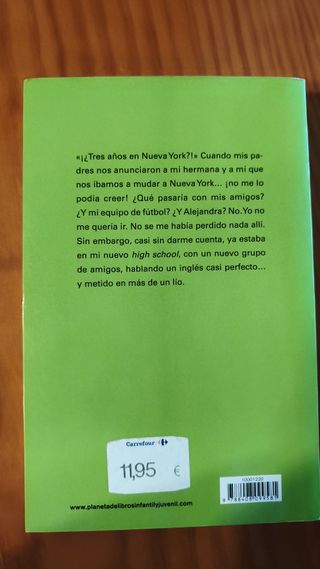 «¡¿Tres años en Nueva York?!» Cuando mis pa-
dres nos anunciaron a mi hermana y a mí que
nos íbamos a mudar a Nueva York... ¡no me lo
podía creer! ¿Qué pasaría con mis amigos?
¿Y mi equipo de fútbol? ¿Y Alejandra? No. Yo no
me quería ir. No se me había perdido nada allí.
Sin embargo, casi sin darme cuenta, ya estaba
en mi nuevo high school, con un nuevo grupo
de amigos, hablando un inglés casi perfecto...
y metido en más de un lío.
Carrefour
11,95 €
www.planetadelibrosinfantilyjuvenil.com
10001220
9 788408 099581